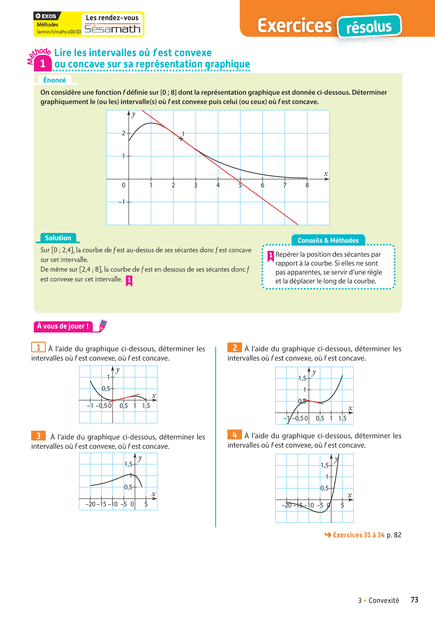 EXOS
Méthodes
lienmini.fr/maths-s03-03
Les rendez-vous
Sésamath
Exercices résolus
Méthode 1
Lire les intervalles où f est convexe
ou concave sur sa représentation graphique
Énoncé
On considère une fonction f définie sur [0 ; 8] dont la représentation graphique est donnée ci-dessous. Déterminer
graphiquement le (ou les) intervalle(s) où f est convexe puis celui (ou ceux) où f est concave.
y
2
1
1
x
0 1 2 3 4 5 6 7 8
–1
Solution
Sur [0 ; 2,4], la courbe de f est au-dessus de ses sécantes donc f est concave
sur cet intervalle.
De même sur [2,4 ; 8], la courbe de f est en dessous de ses sécantes donc f
est convexe sur cet intervalle. 1
Conseils & Méthodes
1 Repérer la position des sécantes par
rapport à la courbe. Si elles ne sont
pas apparentes, se servir d'une règle
et la déplacer le long de la courbe.
À vous de jouer !
1 À l'aide du graphique ci-dessous, déterminer les
intervalles où f est convexe, où f est concave.
y
1
0,5
x
–1 –0,5 0 0,5 1 1,5
2 À l'aide du graphique ci-dessous, déterminer les
intervalles où f est convexe, où f est concave.
y
1,5
1
0,5
x
–1 –0,5 0 0,5 1 1,5
3 À l'aide du graphique ci-dessous, déterminer les
intervalles où f est convexe, où f est concave.
y
1,5
1
0,5
x
–20 –15 –10 –5 0 5
4 À l'aide du graphique ci-dessous, déterminer les
intervalles où f est convexe, où f est concave.
y
1,5
1
0,5
x
–20 –15 –10 –5 0 5
Exercices 31 à 34 p. 82
3 • Convexité 73